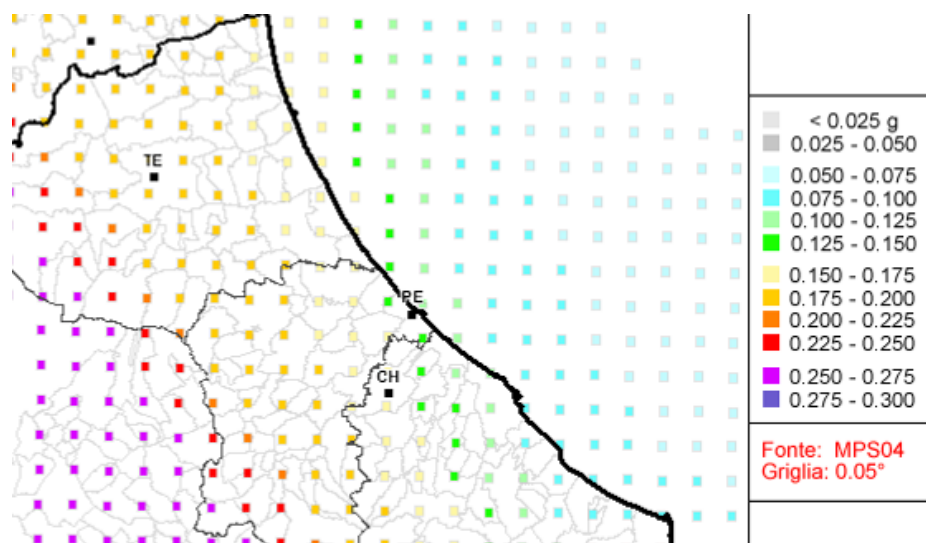 TE
PE
CH
< 0.025 g
0.025 - 0.050
0.050 - 0.075
0.075 - 0.100
0.100 - 0.125
0.125 - 0.150
0.150 - 0.175
0.175 - 0.200
0.200 - 0.225
0.225 - 0.250
0.250 - 0.275
0.275 - 0.300
Fonte: MPS04
Griglia: 0.05°